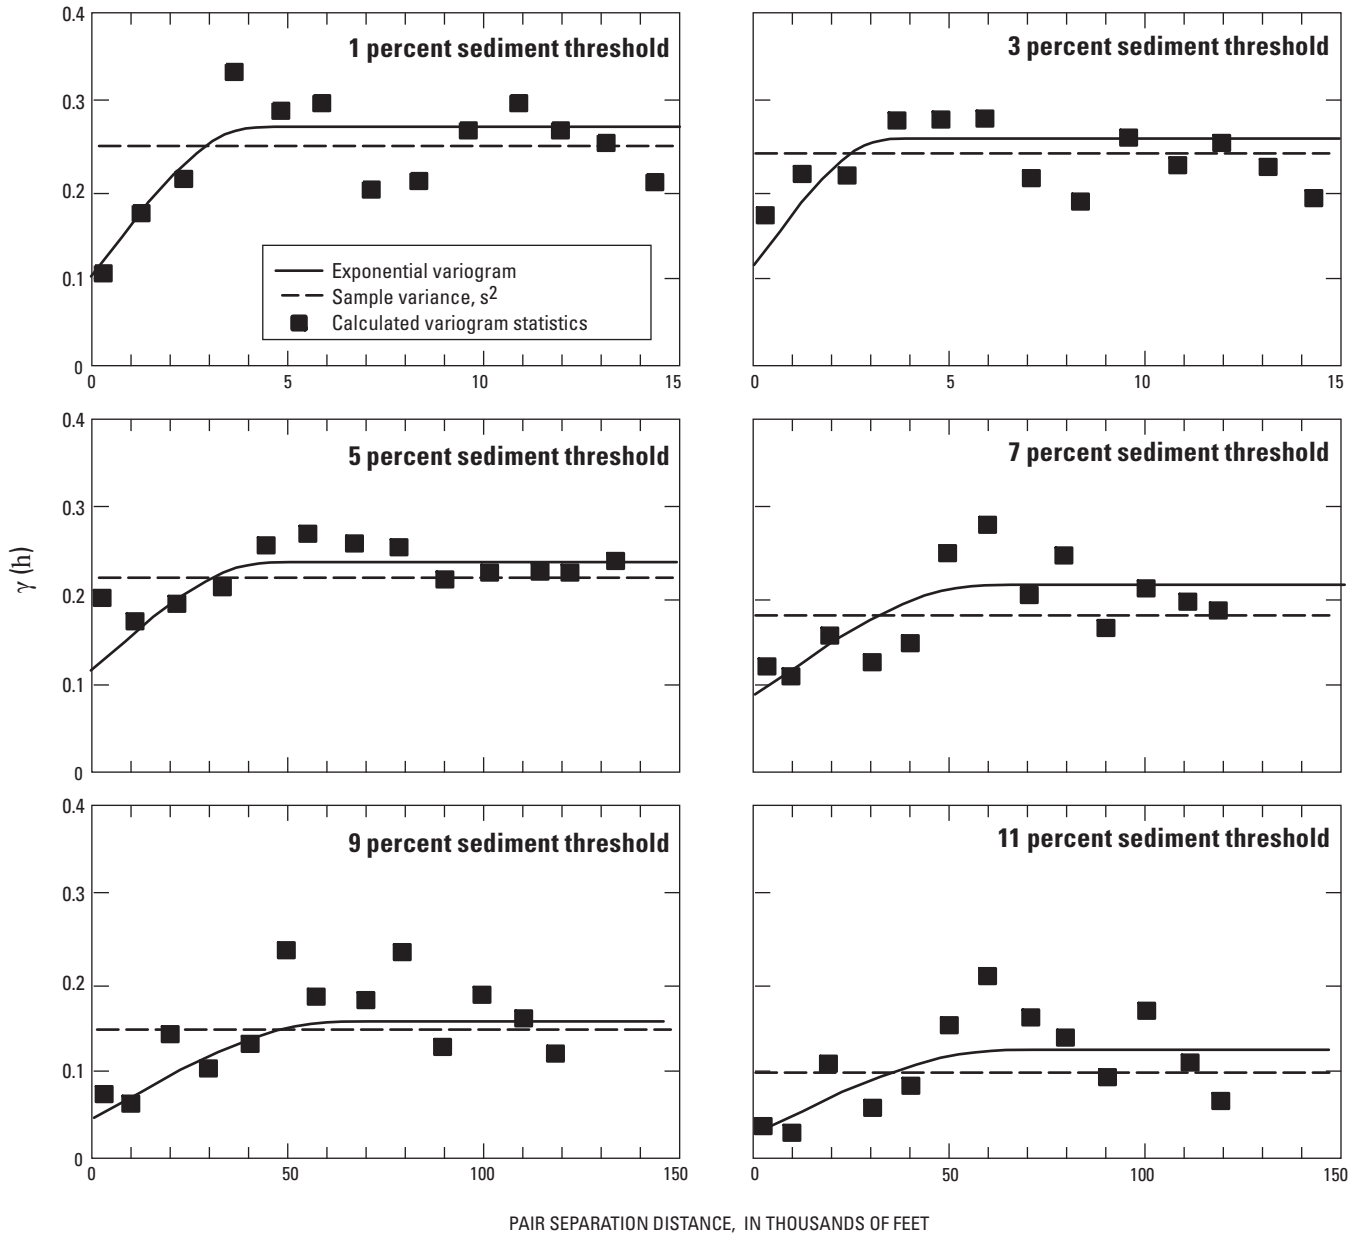 0.4
1 percent sediment threshold
0.3
0.2
0.1
0
Exponential variogram
Sample variance, s2
Calculated variogram statistics
0 5 10 15
3 percent sediment threshold
0 5 10 15
0.4
5 percent sediment threshold
0.3
0.2
0.1
0
7 percent sediment threshold
γ (h)
0.4
9 percent sediment threshold
0.3
0.2
0.1
0
0 50 100 150
11 percent sediment threshold
0 50 100 150
PAIR SEPARATION DISTANCE, IN THOUSANDS OF FEET